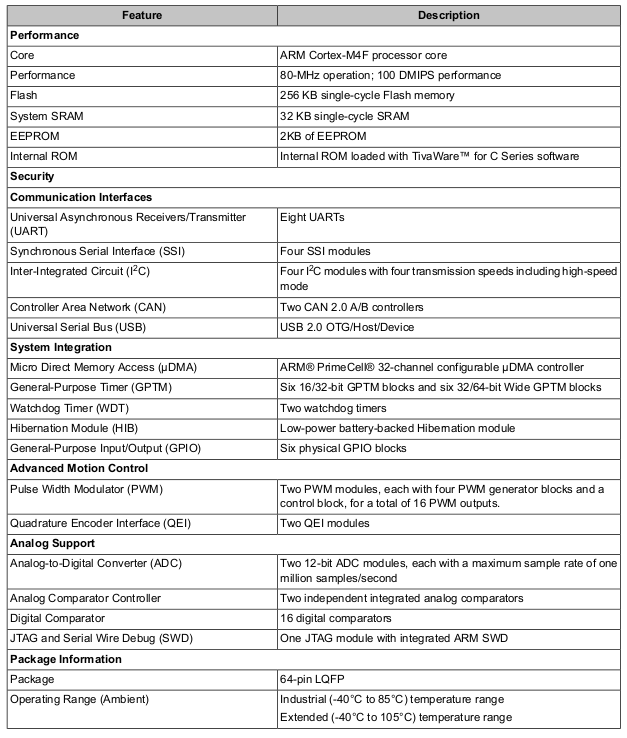 Feature Description
Performance
Core ARM Cortex-M4F processor core
Performance 80-MHz operation; 100 DMIPS performance
Flash 256 KB single-cycle Flash memory
System SRAM 32 KB single-cycle SRAM
EEPROM 2KB of EEPROM
Internal ROM Internal ROM loaded with TivaWare™ for C Series software
Security
Communication Interfaces
Universal Asynchronous Receivers/Transmitter Eight UARTs
(UART)
Synchronous Serial Interface (SSI) Four SSI modules
Inter-Integrated Circuit (I²C) Four I²C modules with four transmission speeds including high-speed
mode
Controller Area Network (CAN) Two CAN 2.0 A/B controllers
Universal Serial Bus (USB) USB 2.0 OTG/Host/Device
System Integration
Micro Direct Memory Access (µDMA) ARM® PrimeCell® 32-channel configurable µDMA controller
General-Purpose Timer (GPTM) Six 16/32-bit GPTM blocks and six 32/64-bit Wide GPTM blocks
Watchdog Timer (WDT) Two watchdog timers
Hibernation Module (HIB) Low-power battery-backed Hibernation module
General-Purpose Input/Output (GPIO) Six physical GPIO blocks
Advanced Motion Control
Pulse Width Modulator (PWM) Two PWM modules, each with four PWM generator blocks and a
control block, for a total of 16 PWM outputs.
Quadrature Encoder Interface (QEI) Two QEI modules
Analog Support
Analog-to-Digital Converter (ADC) Two 12-bit ADC modules, each with a maximum sample rate of one
million samples/second
Analog Comparator Controller Two independent integrated analog comparators
Digital Comparator 16 digital comparators
JTAG and Serial Wire Debug (SWD) One JTAG module with integrated ARM SWD
Package Information
Package 64-pin LQFP
Operating Range (Ambient) Industrial (-40°C to 85°C) temperature range
Extended (-40°C to 105°C) temperature range